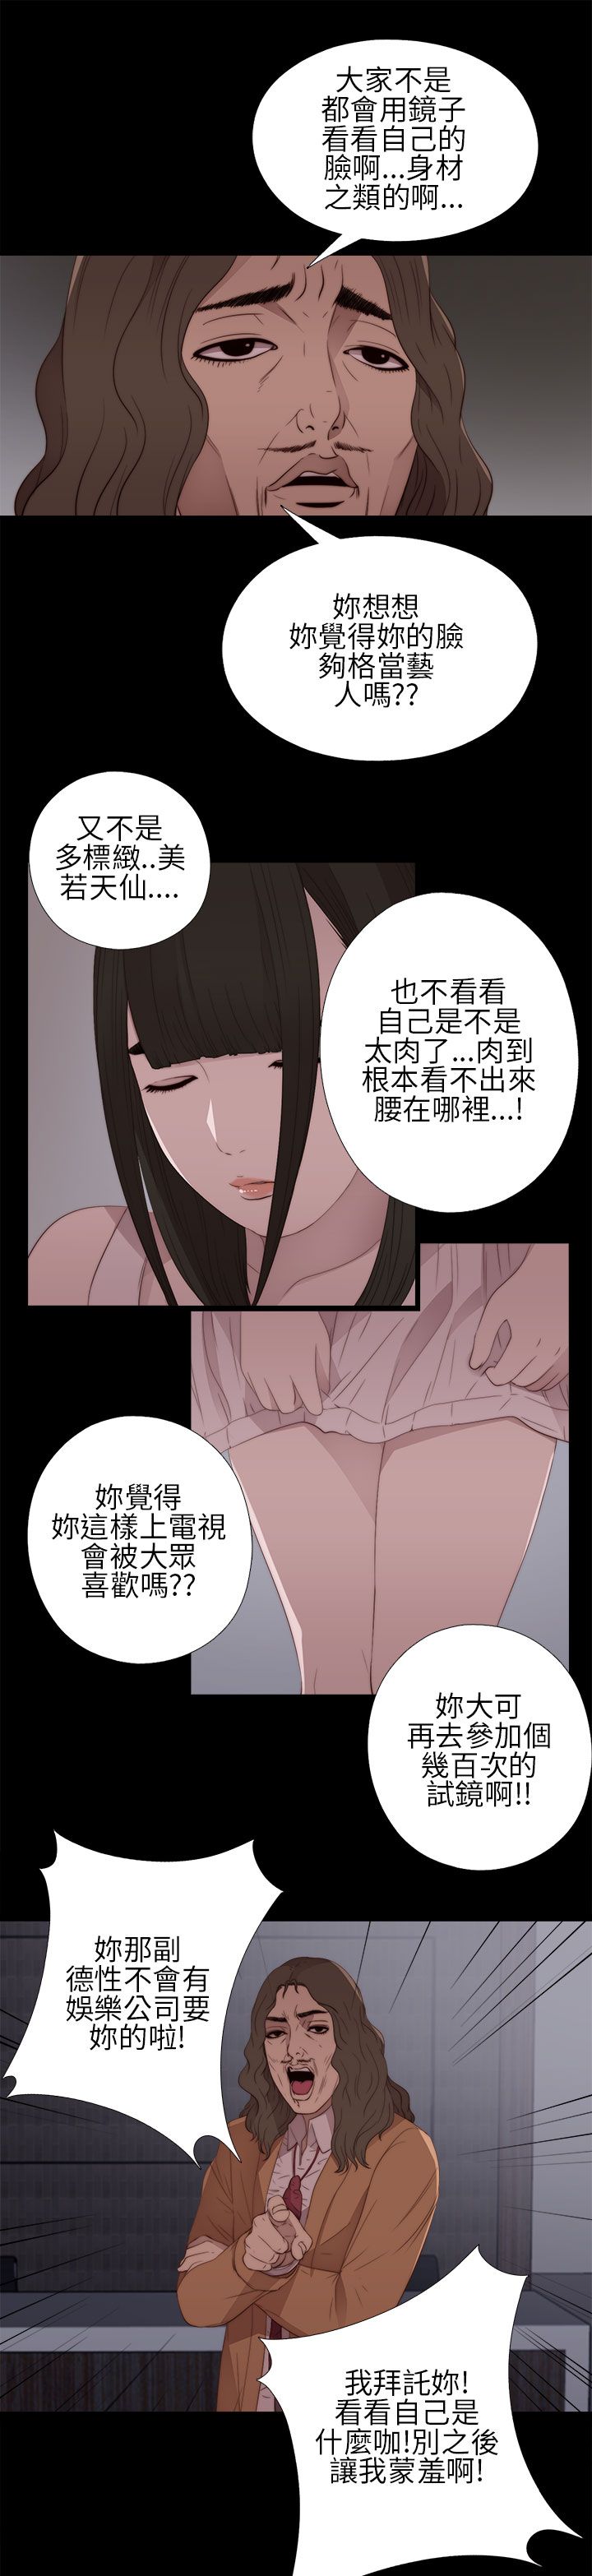 大家不是
都會用鏡子
看看自己的
臉啊...身材
之類的啊...
妳想想
妳覺得妳的臉
夠格當藝
人嗎??
又不是
多標緻..美
若天仙....
也不看看
自己是不是
太肉了...肉到
根本看不出來
腰在哪裡...!
妳覺得
妳這樣上電視
會被大眾
喜歡嗎??
妳大可
再去參加個
幾百次的
試鏡啊!!
妳那副
德性不會有
娛樂公司要
妳的啦!
我拜託妳!
看看自己是
什麼咖!別之後
讓我蒙羞啊!